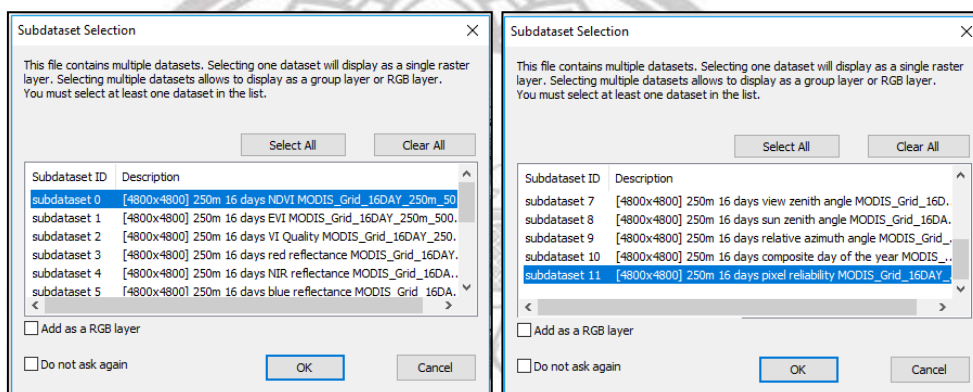 Subdataset Selection
This file contains multiple datasets. Selecting one dataset will display as a single raster
layer. Selecting multiple datasets allows to display as a group layer or RGB layer.
You must select at least one dataset in the list.
Select All Clear All
Subdataset ID Description
subdataset 0 [4800x4800] 250m 16 days NDVI MODIS_Grid_16DAY_250m_50
subdataset 1 [4800x4800] 250m 16 days EVI MODIS_Grid_16DAY_250m_500.
subdataset 2 [4800x4800] 250m 16 days VI Quality MODIS_Grid_16DAY_250.
subdataset 3 [4800x4800] 250m 16 days red reflectance MODIS_Grid_16DAY.
subdataset 4 [4800x4800] 250m 16 days NIR reflectance MODIS_Grid_16DA..
subdataset 5 [4800x4800] 250m 16 days blue reflectance MODIS_Grid_16DA.
Add as a RGB layer
Do not ask again
OK Cancel
Subdataset Selection
This file contains multiple datasets. Selecting one dataset will display as a single raster
layer. Selecting multiple datasets allows to display as a group layer or RGB layer.
You must select at least one dataset in the list.
Select All Clear All
Subdataset ID Description
subdataset 7 [4800x4800] 250m 16 days view zenith angle MODIS_Grid_16D.
subdataset 8 [4800x4800] 250m 16 days sun zenith angle MODIS_Grid_16DA.
subdataset 9 [4800x4800] 250m 16 days relative azimuth angle MODIS_Grid_.
subdataset 10 [4800x4800] 250m 16 days composite day of the year MODIS_..
subdataset 11 [4800x4800] 250m 16 days pixel reliability MODIS_Grid_16DAY_
Add as a RGB layer
Do not ask again
OK Cancel